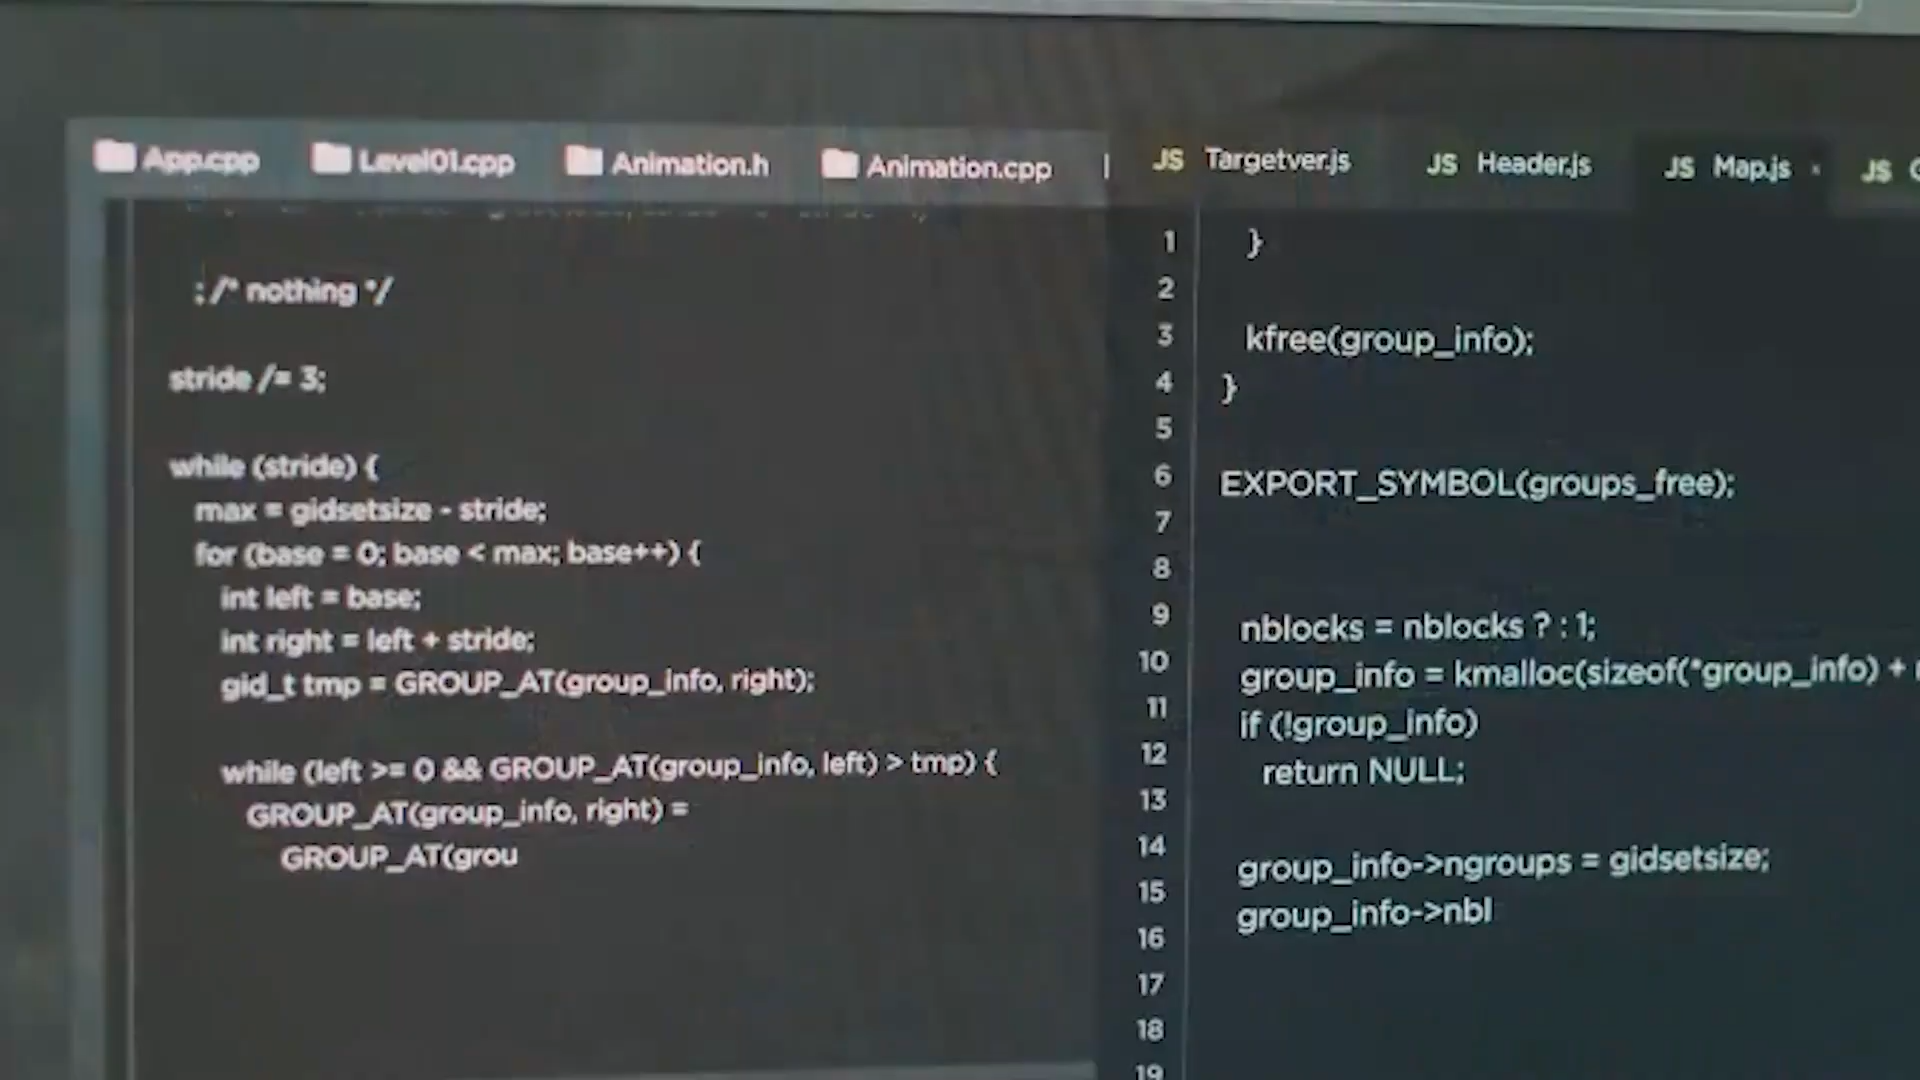 App.cpp Level01.cpp Animation.h Animation.cpp
; /* nothing */
stride /= 3;
while (stride) {
max = gidsetsize - stride;
for (base = 0; base < max; base++) {
int left = base;
int right = left + stride;
gid_t tmp = GROUP_AT(group_info, right);
while (left >= 0 && GROUP_AT(group_info, left) > tmp) {
GROUP_AT(group_info, right) =
GROUP_AT(grou
JS Targetver.js JS Header.js JS Map.js JS
1 }
2
3 kfree(group_info);
4 }
5
6 EXPORT_SYMBOL(groups_free);
7
8
9 nblocks = nblocks ? : 1;
10 group_info = kmalloc(sizeof(*group_info) +
11 if (!group_info)
12 return NULL;
13
14 group_info->ngroups = gidsetsize;
15 group_info->nbl
16
17
18
19